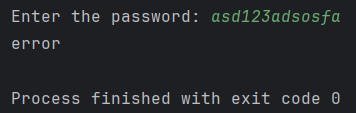 Enter the password: asd123adsosfa
error
Process finished with exit code 0